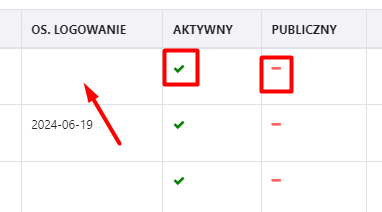 OS. LOGOWANIE AKTYWNY PUBLICZNY
2024-06-19